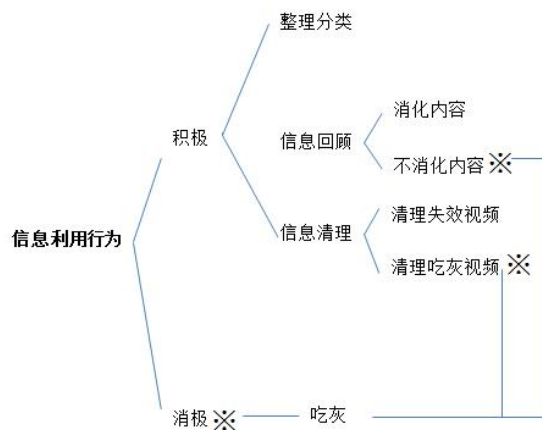 整理分类
消化内容
积极
信息回顾
不消化内容※
清理失效视频
信息利用行为
信息清理
清理吃灰视频※
消极※
吃灰